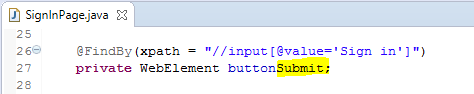 SignInPage.java
25
26 @FindBy(xpath = "//input[@value='Sign in']")
27 private WebElement buttonSubmit;
28